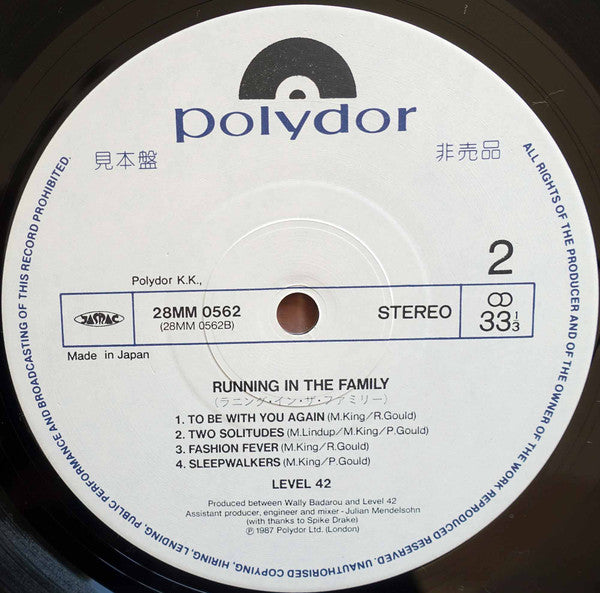 polydor
見本盤
非売品
2
Polydor K.K.,
JASRAC
28MM 0562
(28MM 0562B)
STEREO
33 1/3
Made in Japan
RUNNING IN THE FAMILY
(ラニング・イン・ザ・ファミリー)
1. TO BE WITH YOU AGAIN (M.King/R.Gould)
2. TWO SOLITUDES (M.Lindup/M.King/P.Gould)
3. FASHION FEVER (M.King/R.Gould)
4. SLEEPWALKERS (M.King/P.Gould)
LEVEL 42
Produced between Wally Badarou and Level 42
Assistant producer, engineer and mixer - Julian Mendelsohn
(with thanks to Spike Drake)
Ⓟ 1987 Polydor Ltd. (London)
ALL RIGHTS OF THE PRODUCER AND OF THE OWNER OF THE WORK REPRODUCED RESERVED. UNAUTHORISED COPYING, HIRING, LENDING, PUBLIC PERFORMANCE AND BROADCASTING OF THIS RECORD PROHIBITED.